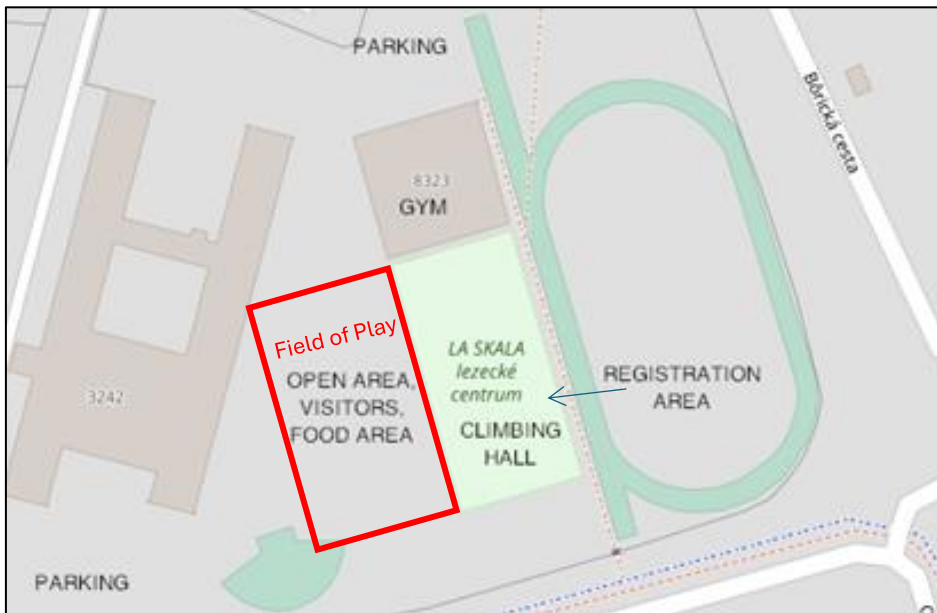 PARKING
Bôrická cesta
8323
GYM
Field of Play
OPEN AREA,
VISITORS,
FOOD AREA
LA SKALA
lezecké
centrum
CLIMBING
HALL
REGISTRATION
AREA
3242
PARKING